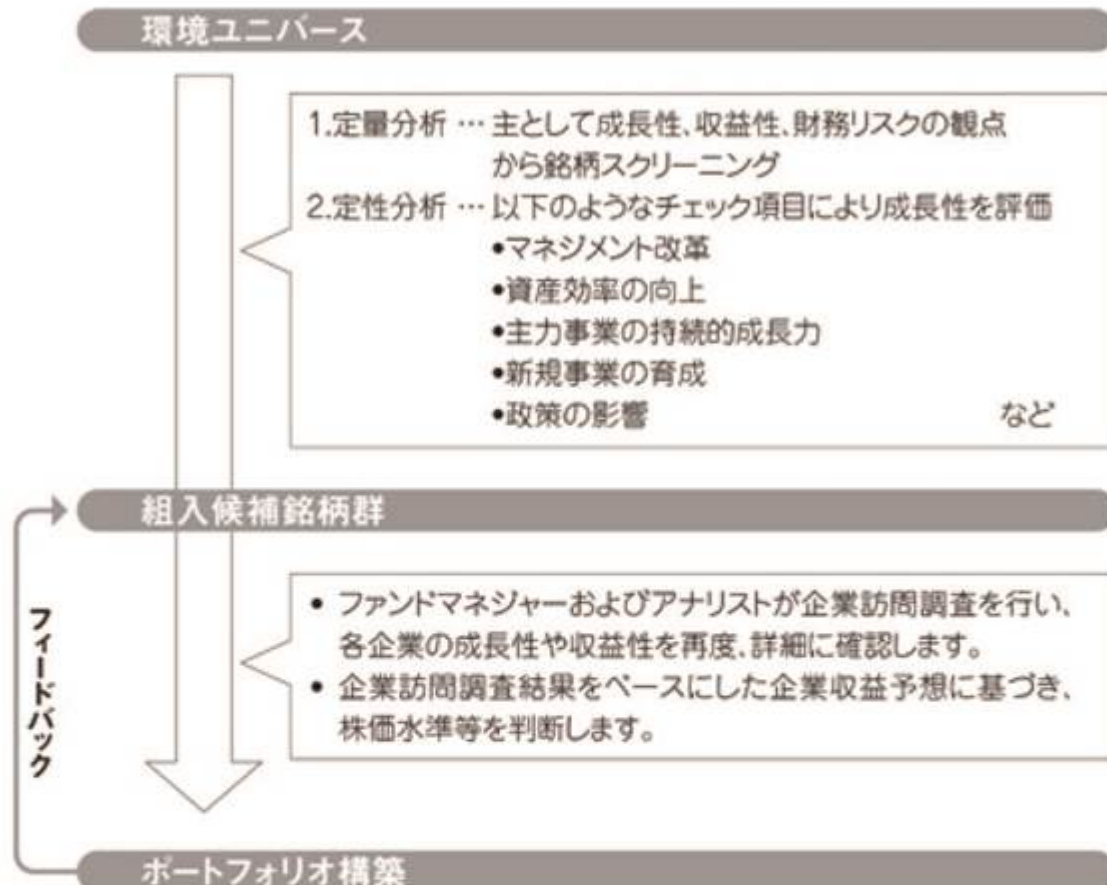 環境ユニバース
1.定量分析 … 主として成長性、収益性、財務リスクの観点
から銘柄スクリーニング
2.定性分析 … 以下のようなチェック項目により成長性を評価
•マネジメント改革
•資産効率の向上
•主力事業の持続的成長力
•新規事業の育成
•政策の影響 など
組入候補銘柄群
• ファンドマネジャーおよびアナリストが企業訪問調査を行い、
各企業の成長性や収益性を再度、詳細に確認します。
• 企業訪問調査結果をベースにした企業収益予想に基づき、
株価水準等を判断します。
フィードバック
ポートフォリオ構築